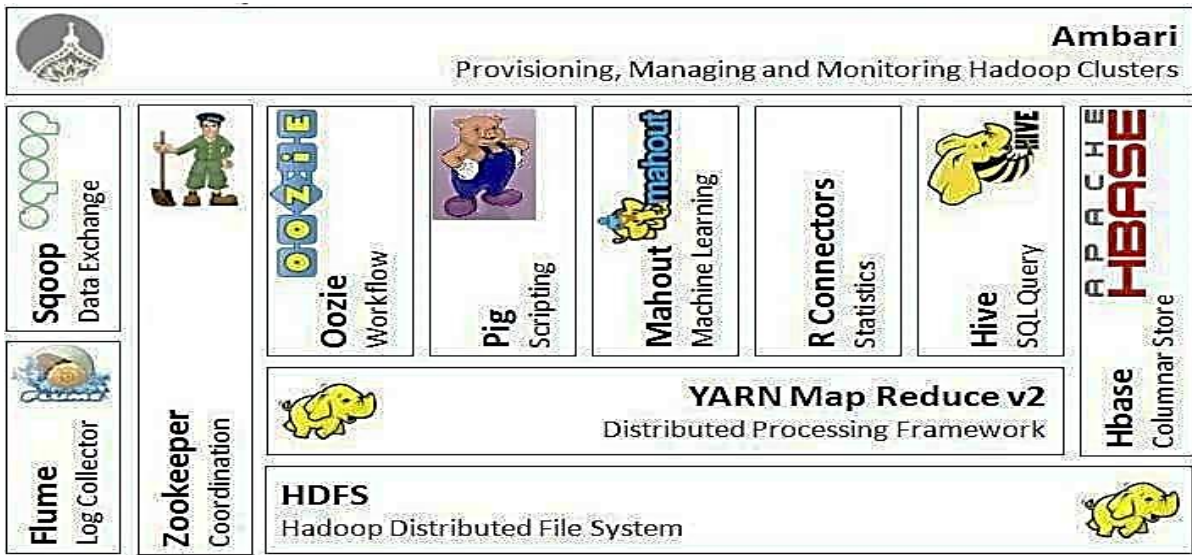 Ambari
Provisioning, Managing and Monitoring Hadoop Clusters
sqoop
Sqoop
Data Exchange
Zookeeper
Coordination
OOZIE
Oozie
Workflow
Pig
Scripting
mahout
Mahout
Machine Learning
R Connectors
Statistics
HIVE
Hive
SQL Query
APACHE
HBASE
Hbase
Columnar Store
Flume
Log Collector
YARN Map Reduce v2
Distributed Processing Framework
HDFS
Hadoop Distributed File System